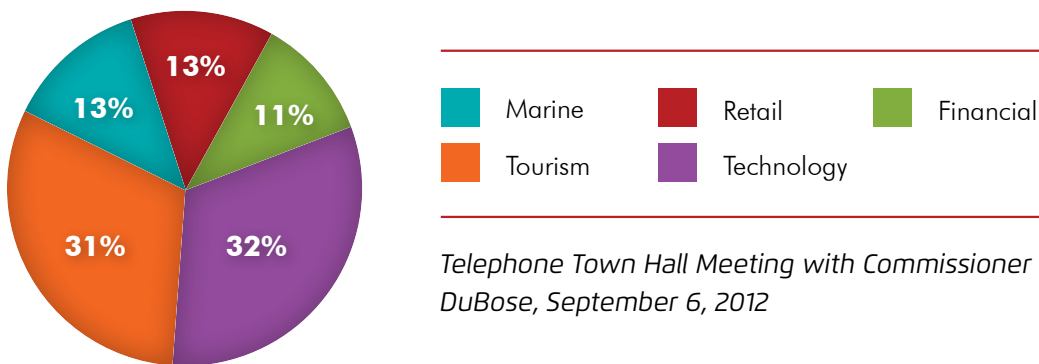 13%
13%
11%
31%
32%
Marine
Retail
Financial
Tourism
Technology
Telephone Town Hall Meeting with Commissioner
DuBose, September 6, 2012